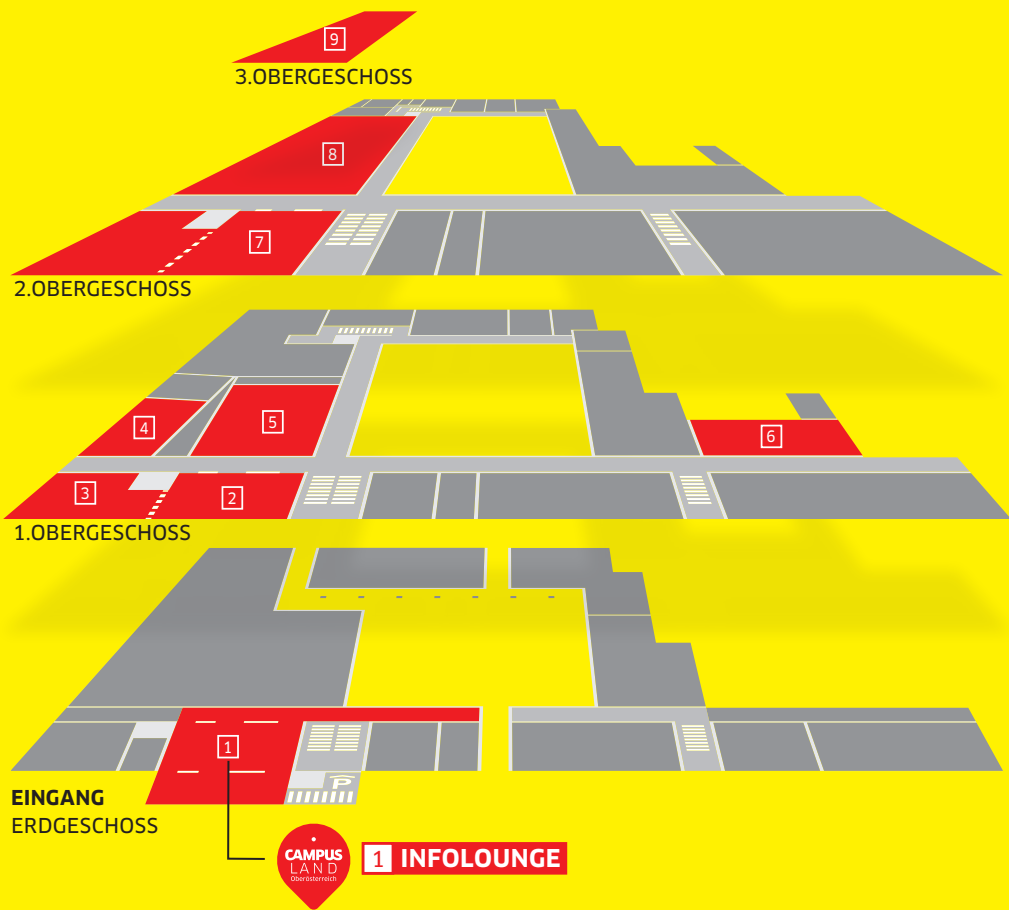 9
3.OBERGESCHOSS
8
7
2.OBERGESCHOSS
4
5
6
3
2
1.OBERGESCHOSS
1
P
EINGANG
ERDGESCHOSS
CAMPUS
LAND
Oberösterreich
1 INFOLOUNGE